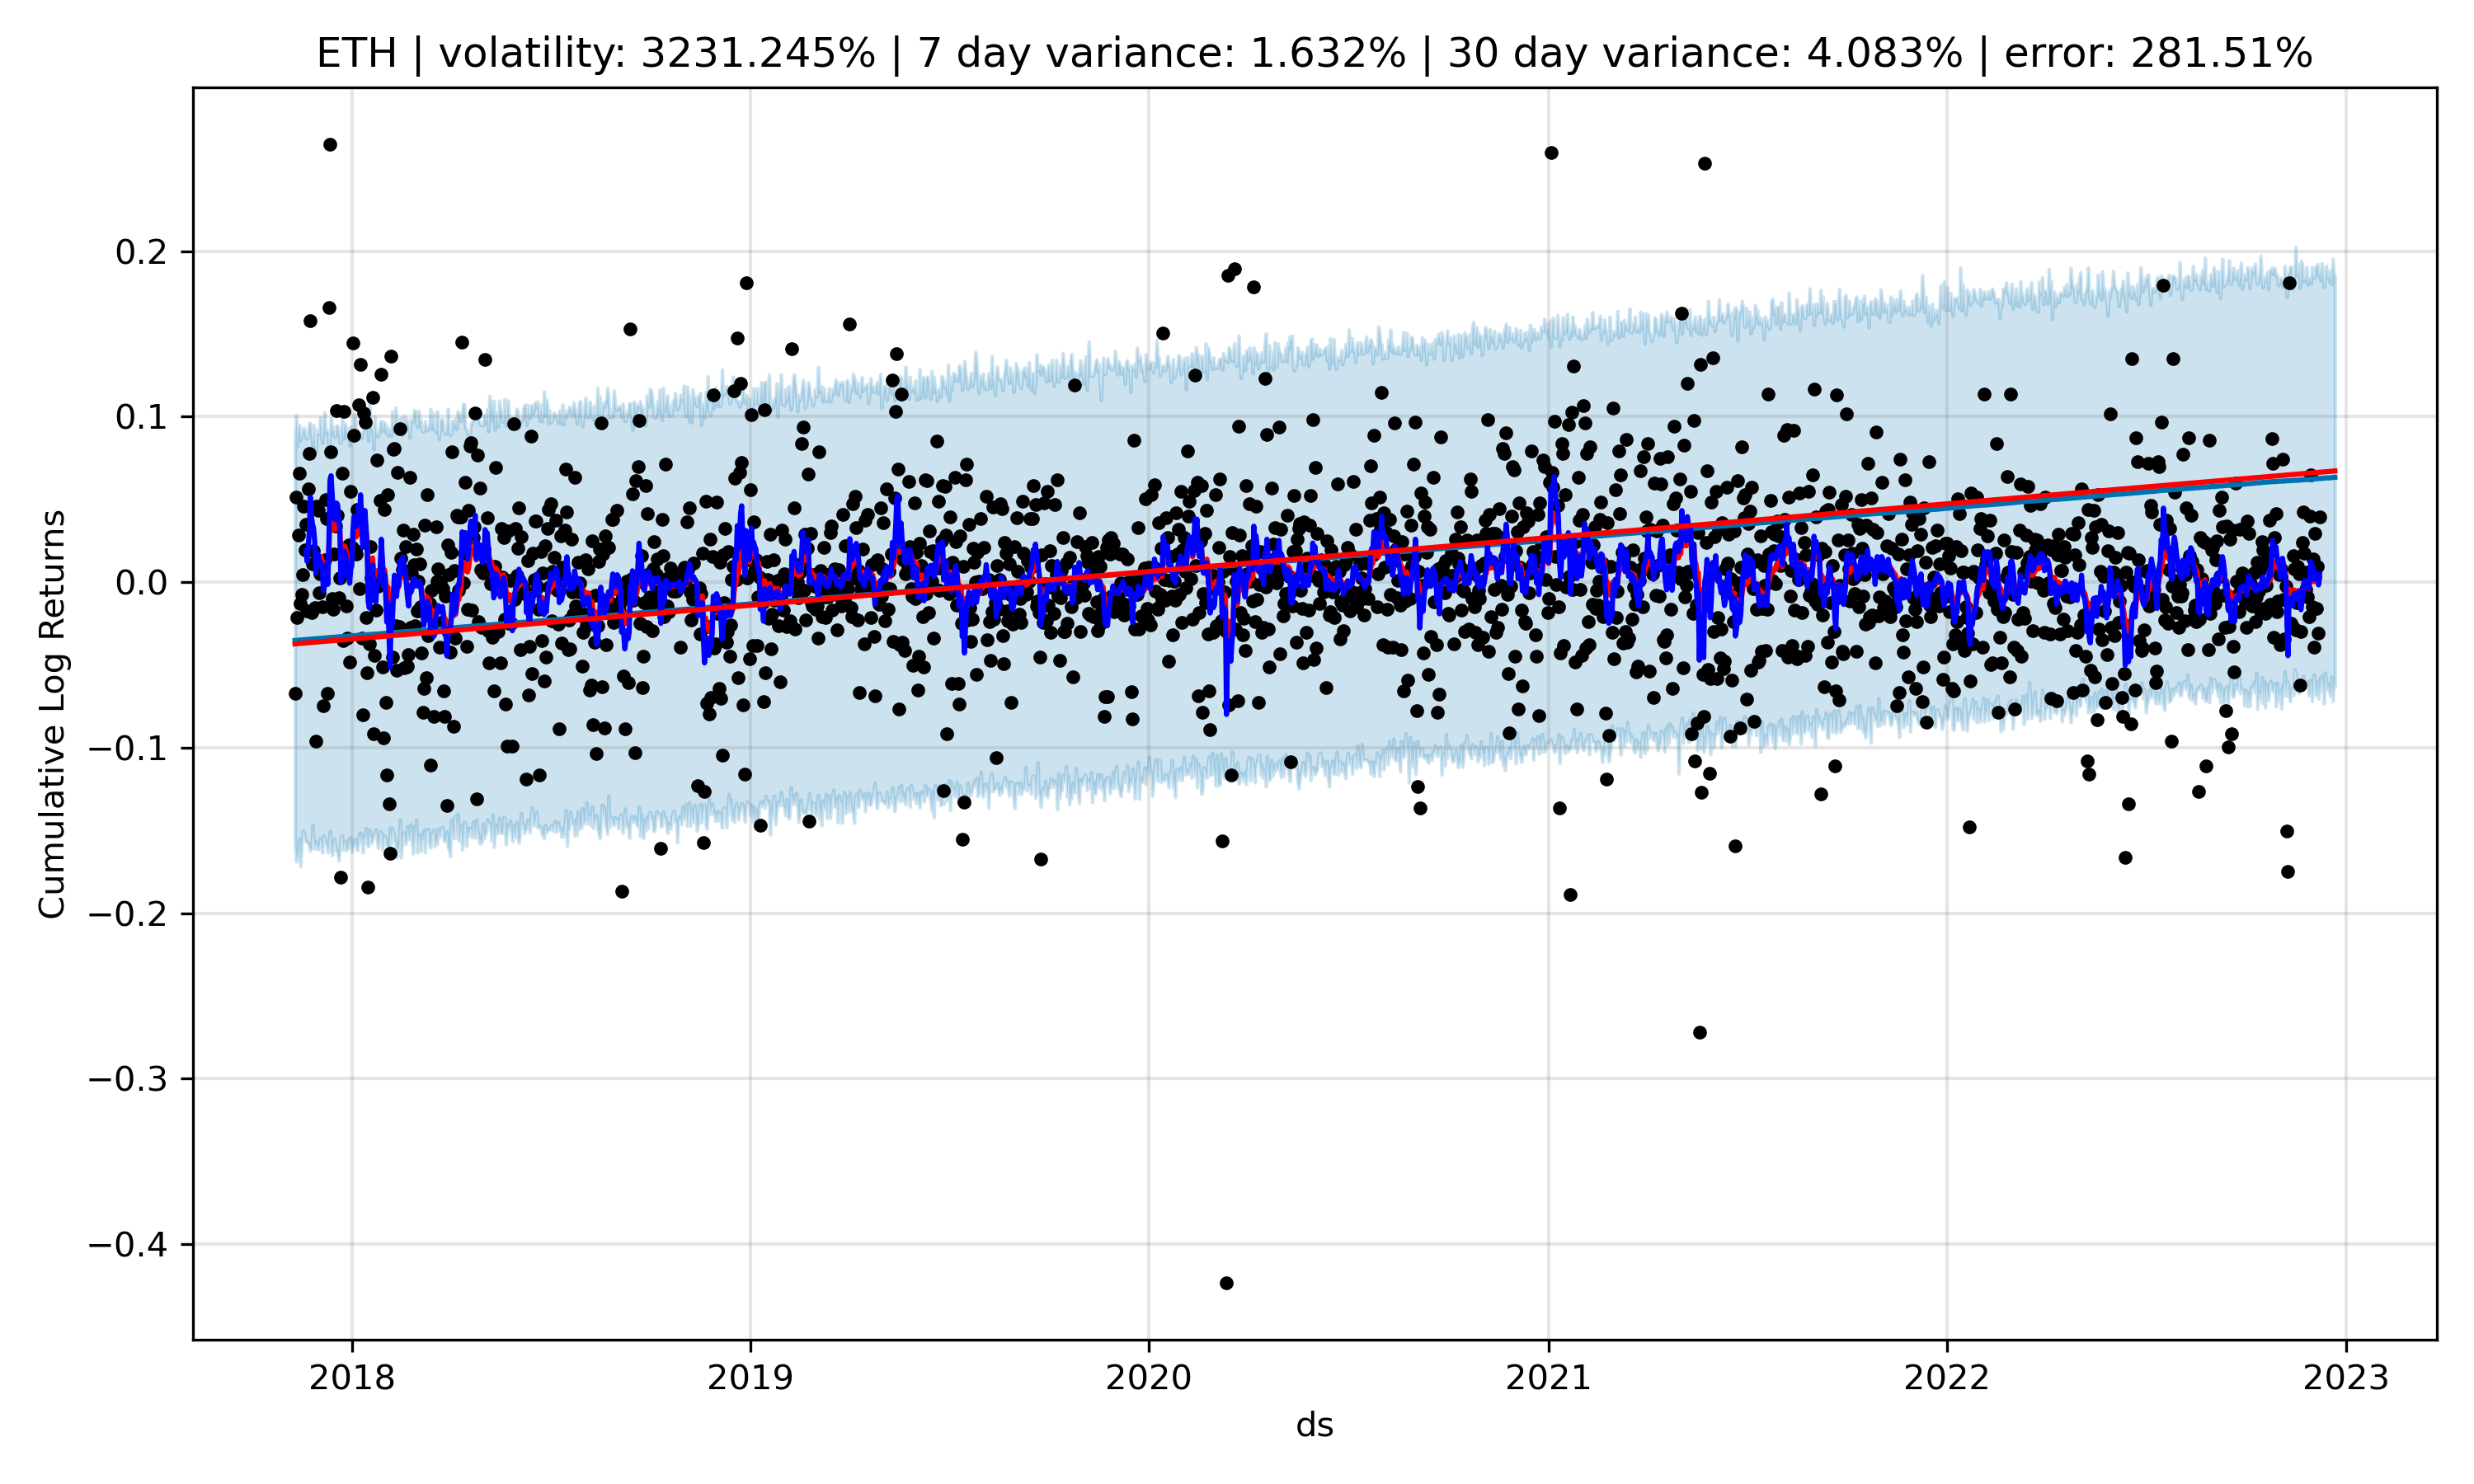 ETH | volatility: 3231.245% | 7 day variance: 1.632% | 30 day variance: 4.083% | error: 281.51%
Cumulative Log Returns
0.2
0.1
0.0
−0.1
−0.2
−0.3
−0.4
2018 2019 2020 2021 2022 2023
ds